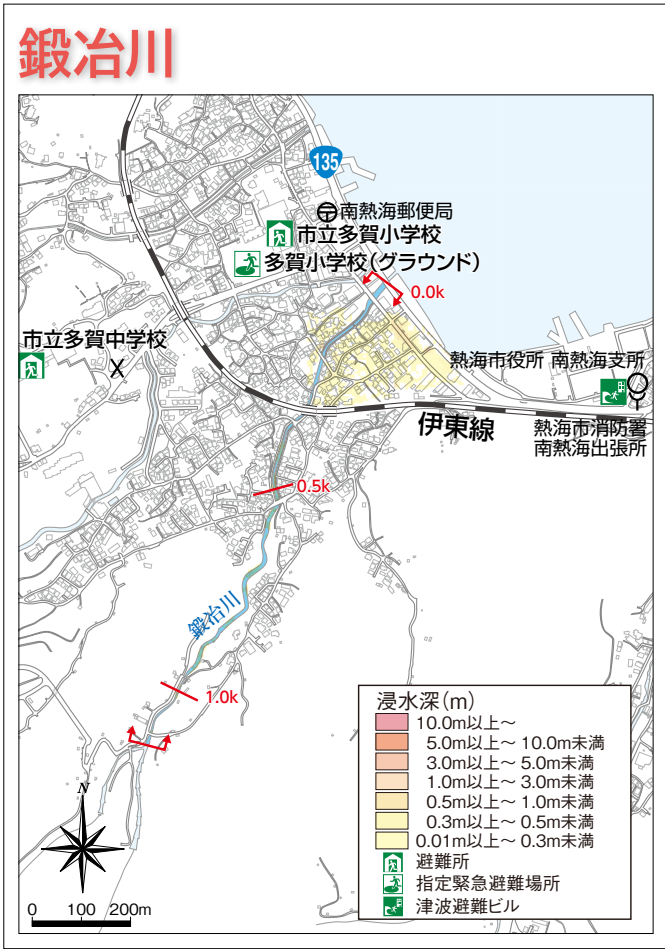 鍛冶川
135
南熱海郵便局
市立多賀小学校
多賀小学校(グラウンド)
0.0k
市立多賀中学校
熱海市役所 南熱海支所
伊東線
熱海市消防署
南熱海出張所
0.5k
鍛冶川
1.0k
浸水深(m)
10.0m以上～
5.0m以上～10.0m未満
3.0m以上～5.0m未満
1.0m以上～3.0m未満
0.5m以上～1.0m未満
0.3m以上～0.5m未満
0.01m以上～0.3m未満
避難所
指定緊急避難場所
津波避難ビル
N
0 100 200m